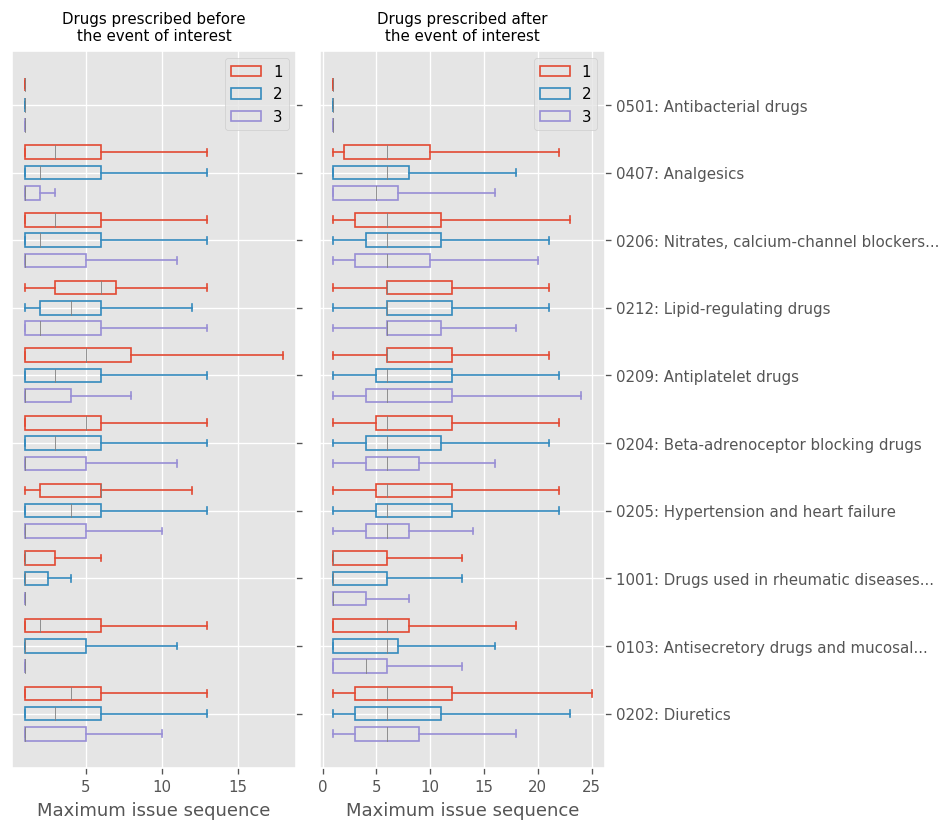 Drugs prescribed before
the event of interest
Drugs prescribed after
the event of interest
1
2
3
1
2
3
0501: Antibacterial drugs
0407: Analgesics
0206: Nitrates, calcium-channel blockers...
0212: Lipid-regulating drugs
0209: Antiplatelet drugs
0204: Beta-adrenoceptor blocking drugs
0205: Hypertension and heart failure
1001: Drugs used in rheumatic diseases...
0103: Antisecretory drugs and mucosal...
0202: Diuretics
5 10 15
0 5 10 15 20 25
Maximum issue sequence
Maximum issue sequence